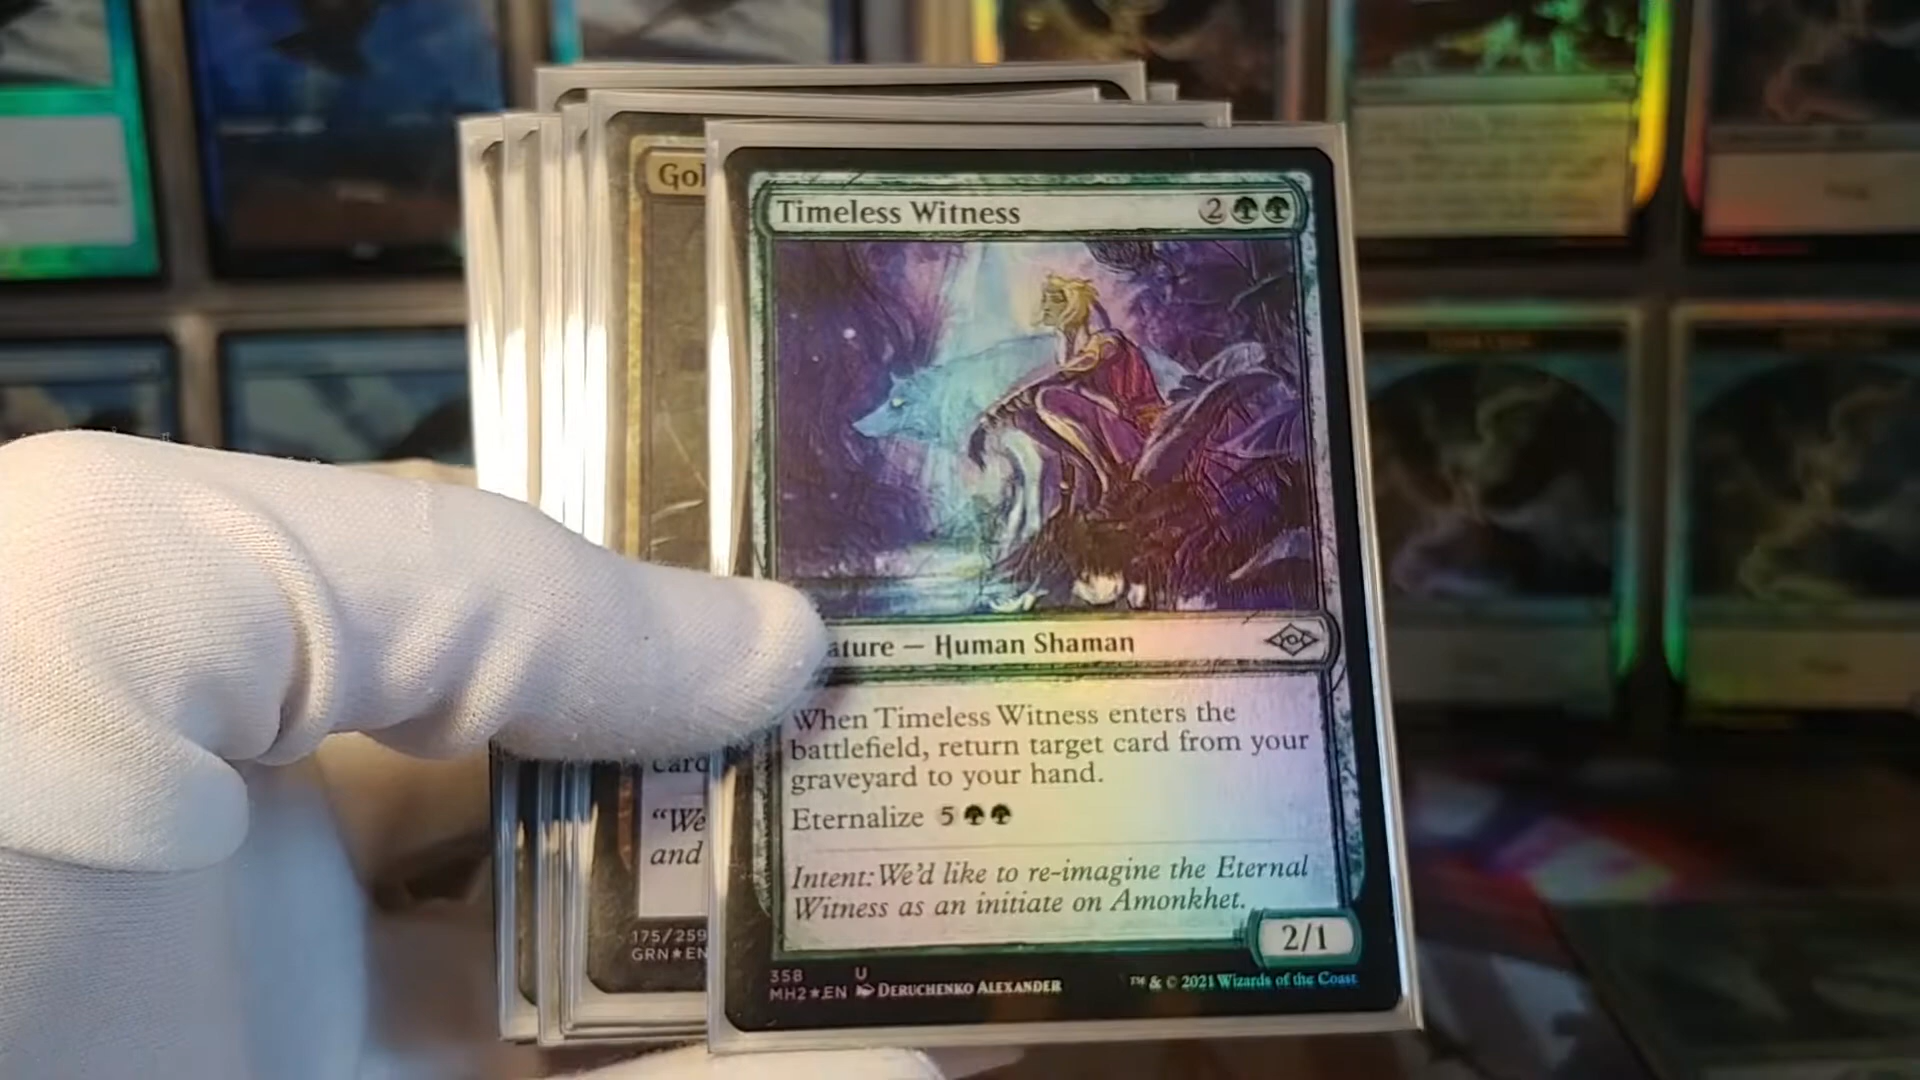 Gol
Timeless Witness 2
ature — Human Shaman
When Timeless Witness enters the
battlefield, return target card from your
graveyard to your hand.
Eternalize 5
Intent: We'd like to re-imagine the Eternal
Witness as an initiate on Amonkhet.
2/1
358 U
MH2★EN DERUCHENKO ALEXANDER ™ & © 2021 Wizards of the Coast
card
"We
and
175/259
GRN★EN